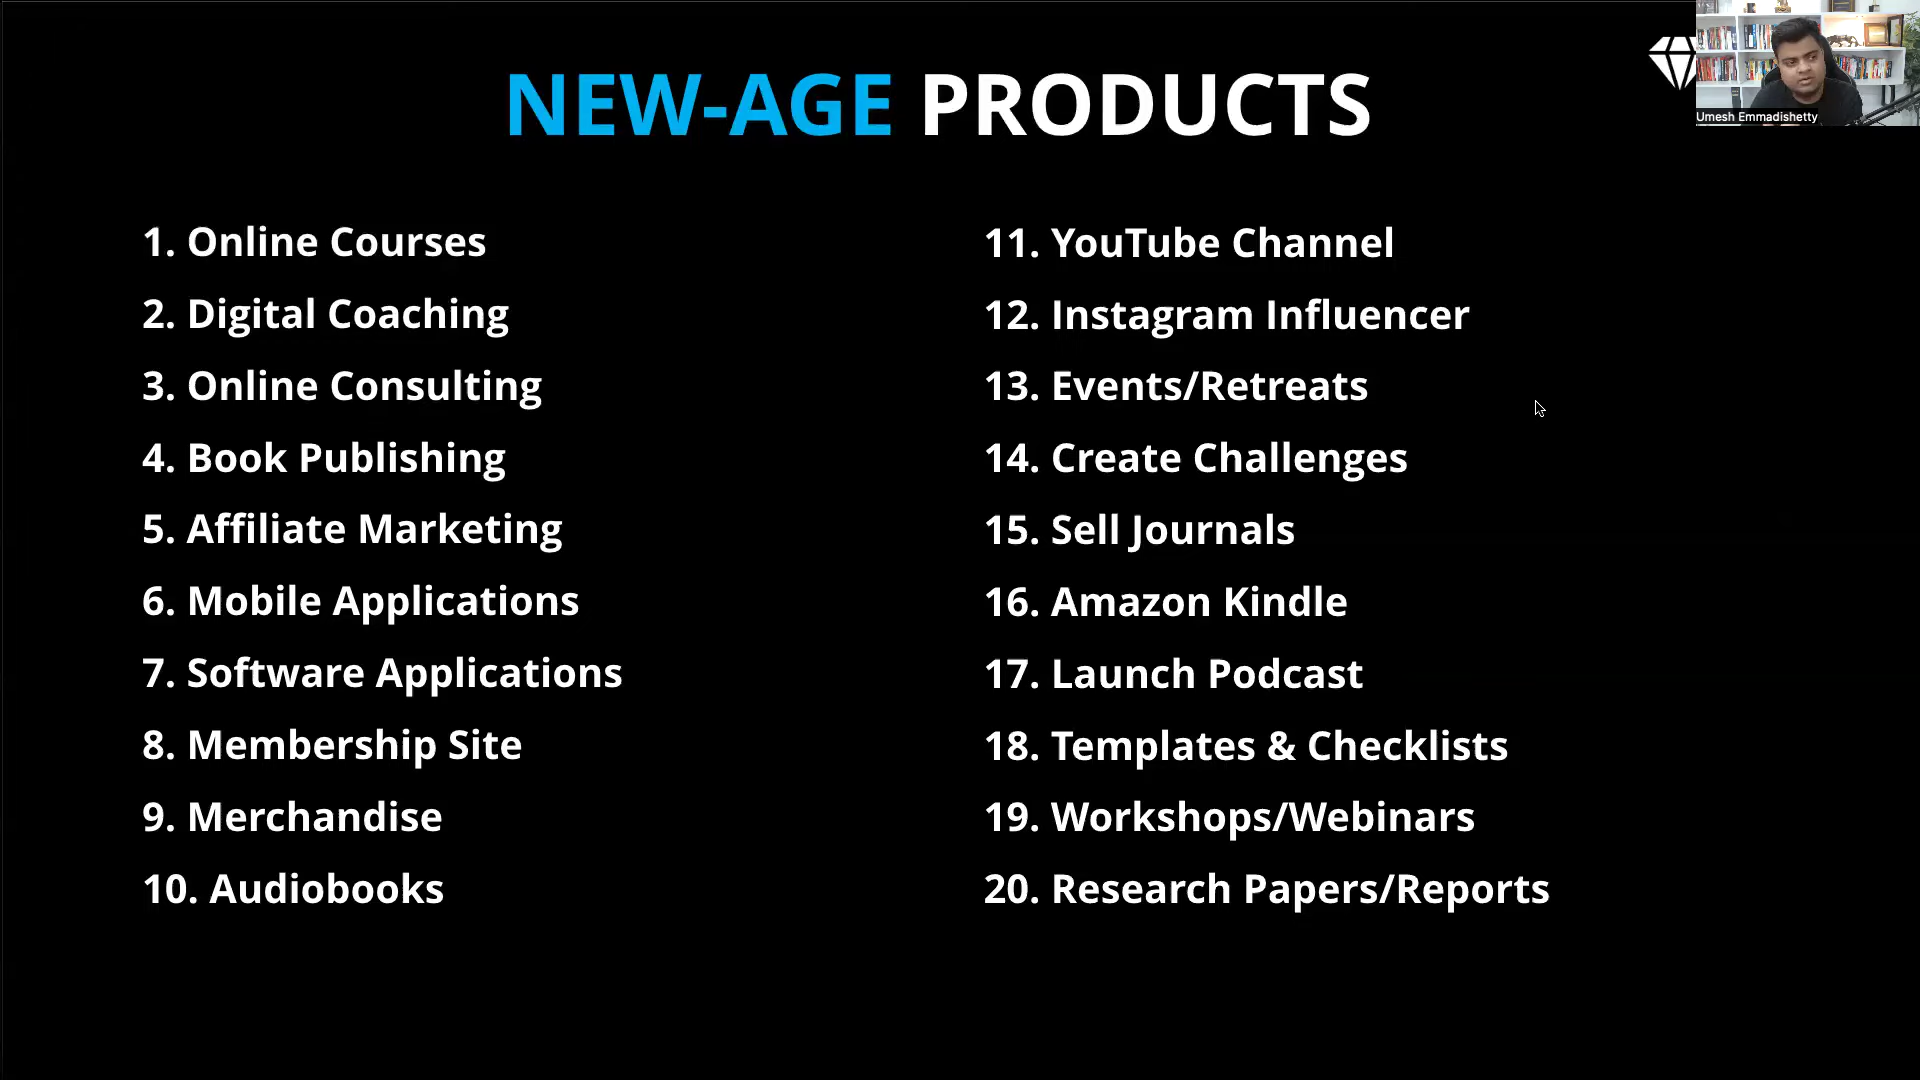 NEW-AGE PRODUCTS
Umesh Emmadishetty
1. Online Courses
2. Digital Coaching
3. Online Consulting
4. Book Publishing
5. Affiliate Marketing
6. Mobile Applications
7. Software Applications
8. Membership Site
9. Merchandise
10. Audiobooks
11. YouTube Channel
12. Instagram Influencer
13. Events/Retreats
14. Create Challenges
15. Sell Journals
16. Amazon Kindle
17. Launch Podcast
18. Templates & Checklists
19. Workshops/Webinars
20. Research Papers/Reports